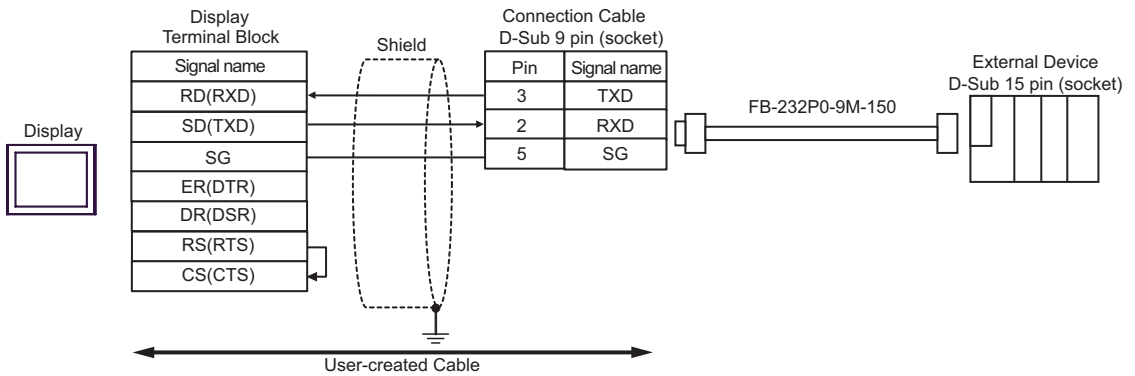 Display
Display
Terminal Block
Signal name
RD(RXD)
SD(TXD)
SG
ER(DTR)
DR(DSR)
RS(RTS)
CS(CTS)
Shield
Connection Cable
D-Sub 9 pin (socket)
Pin Signal name
3 TXD
2 RXD
5 SG
FB-232P0-9M-150
External Device
D-Sub 15 pin (socket)
User-created Cable